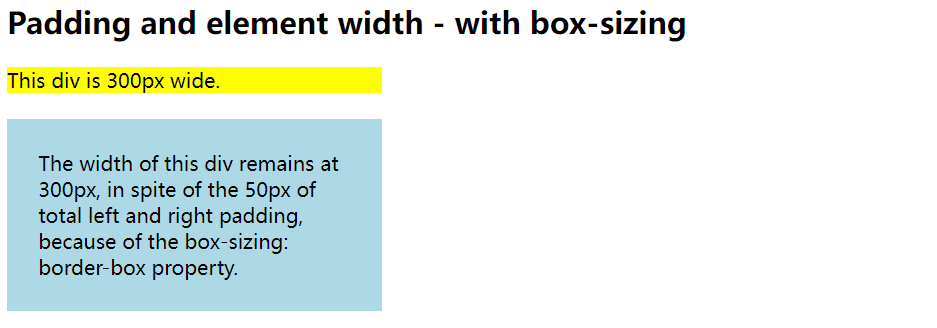 Padding and element width - with box-sizing
This div is 300px wide.
The width of this div remains at
300px, in spite of the 50px of
total left and right padding,
because of the box-sizing:
border-box property.